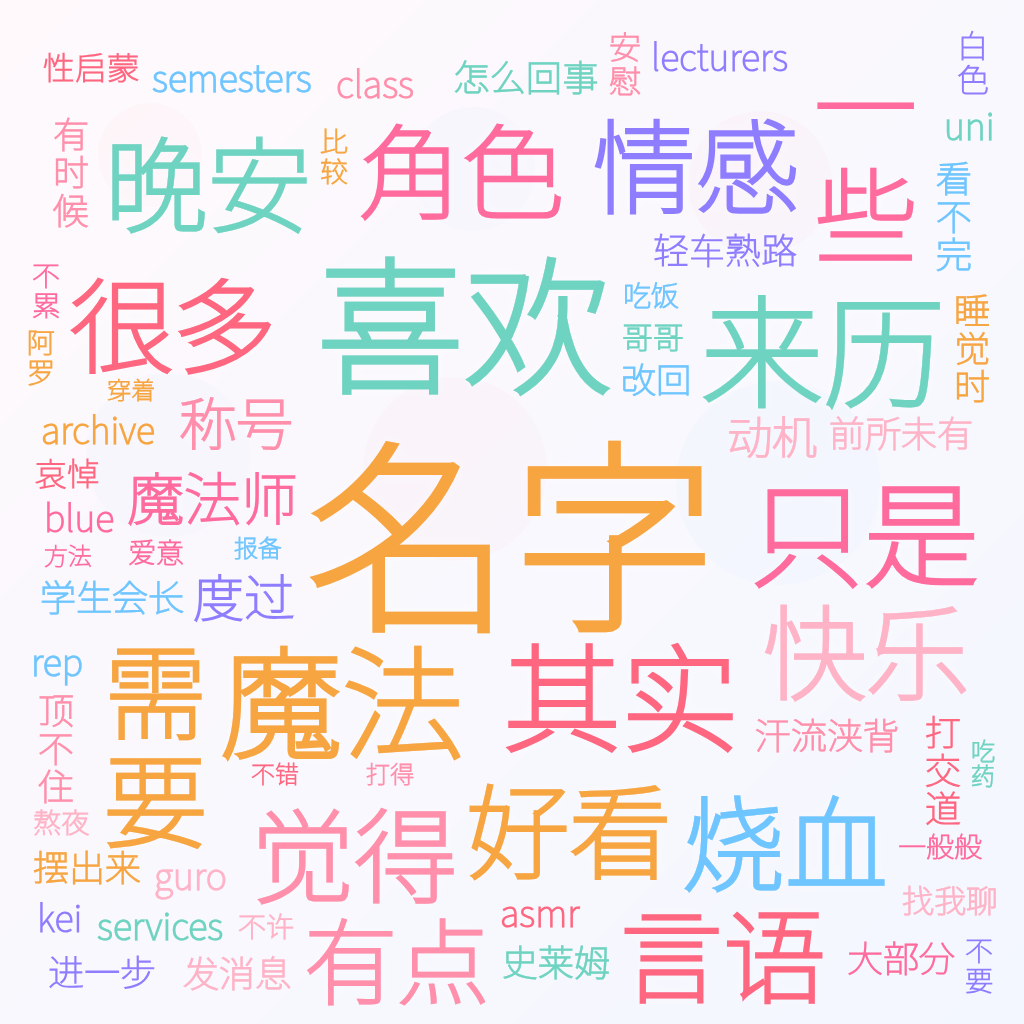 性启蒙
semesters
class
怎么回事
安慰
lecturers
白色
有时候
晚安
比较
角色
情感
一些
uni
看不完
轻车熟路
不累
很多
喜欢
吃饭
哥哥
改回
来历
睡觉时
阿罗
穿着
archive
称号
动机
前所未有
哀悼
魔法师
名字
只是
blue
方法
爱意
报备
学生会长
度过
快乐
rep
需要
魔法
其实
顶不住
汗流浃背
打交道
吃药
不错
打得
熬夜
觉得
好看
烧血
一般般
摆出来
guro
找我聊
kei
services
不许
有点
asmr
言语
进一步
发消息
史莱姆
大部分
不要